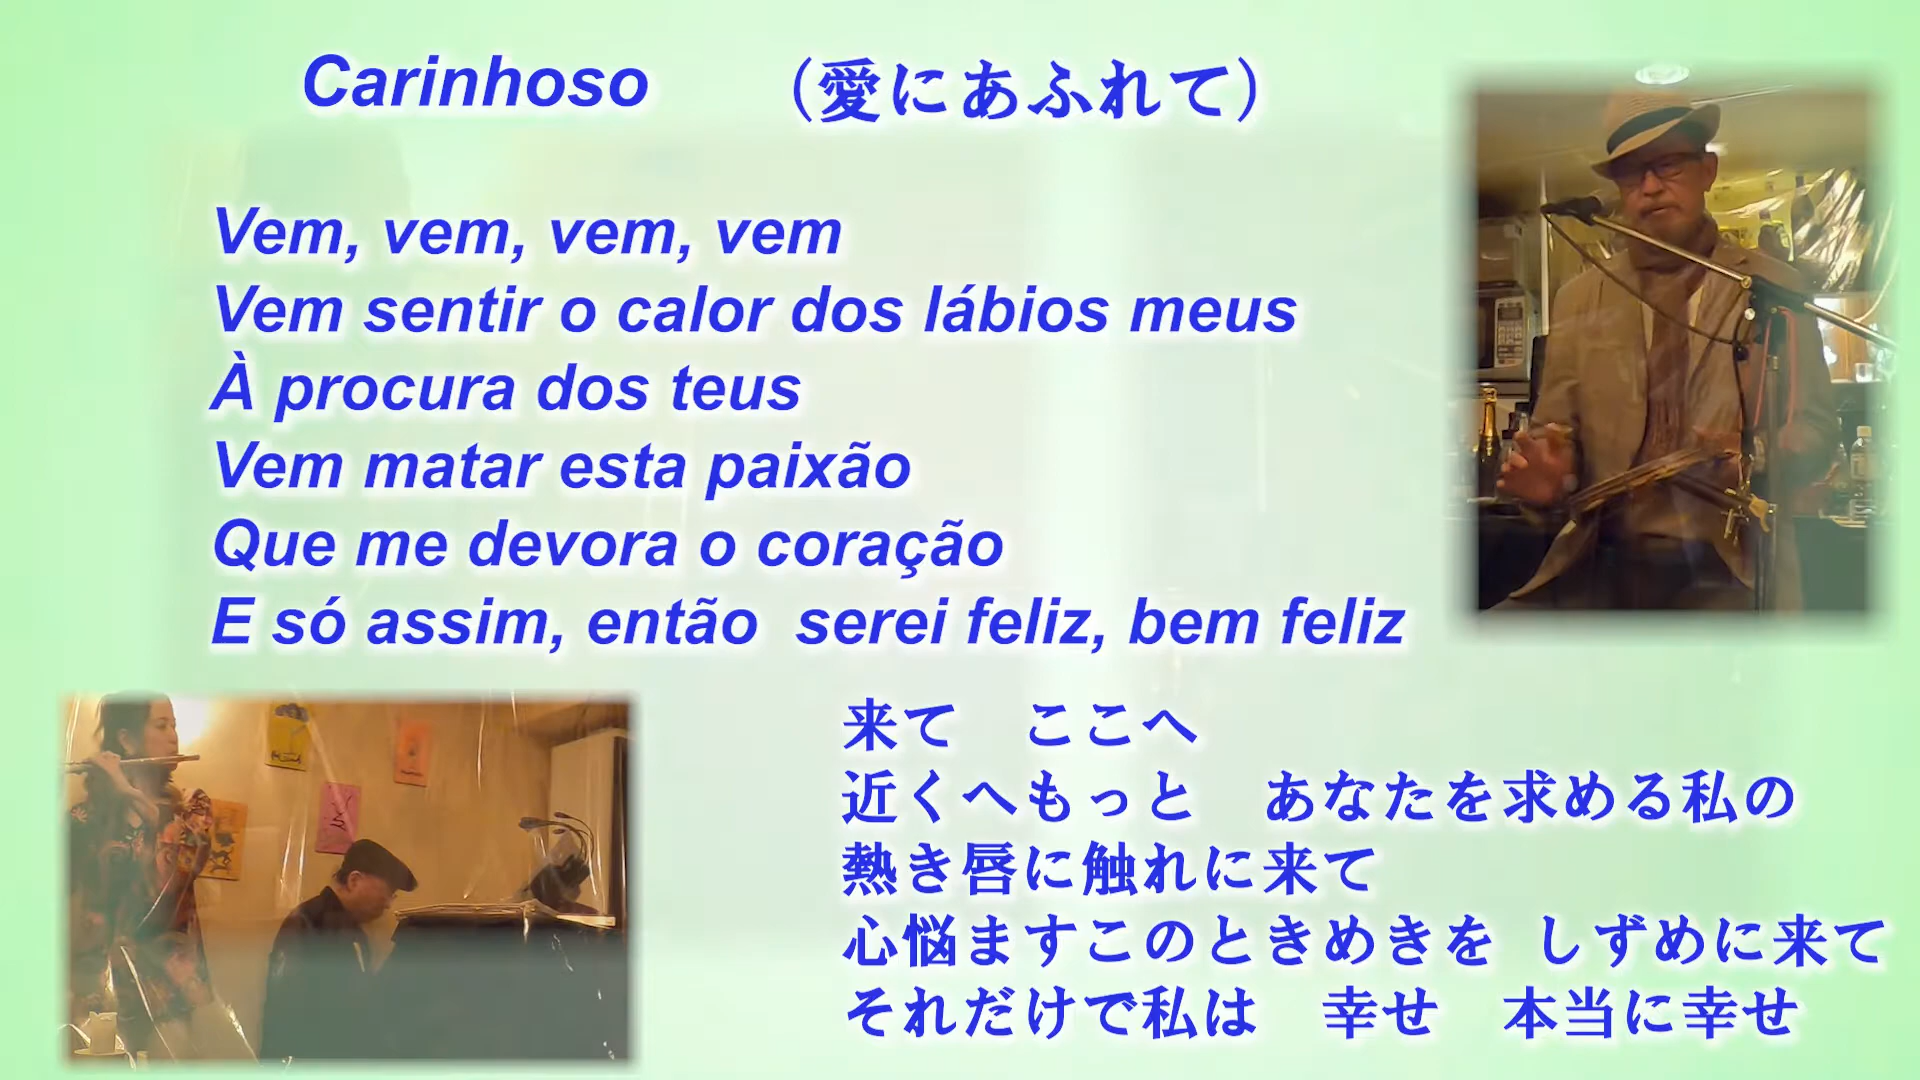 Carinhoso （愛にあふれて）
Vem, vem, vem, vem
Vem sentir o calor dos lábios meus
À procura dos teus
Vem matar esta paixão
Que me devora o coração
E só assim, então serei feliz, bem feliz
来て　ここへ
近くへもっと　あなたを求める私の
熱き唇に触れに来て
心悩ますこのときめきを しずめに来て
それだけで私は　幸せ　本当に幸せ